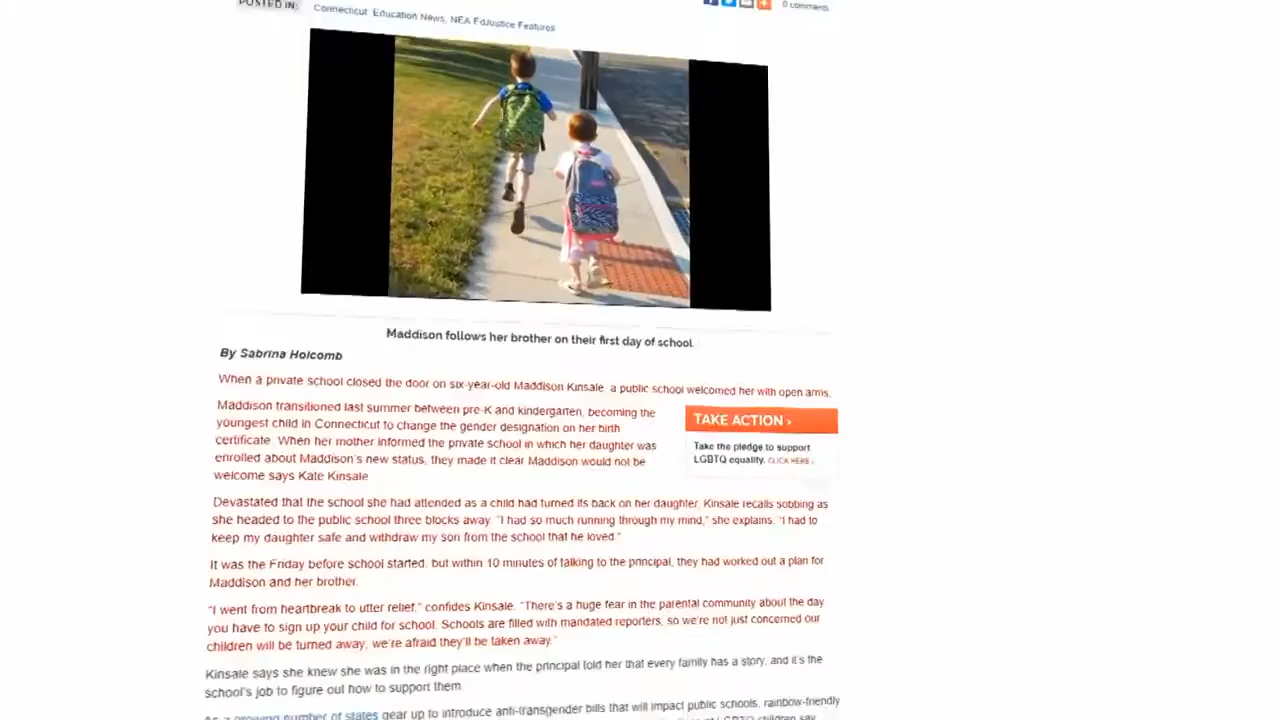 POSTED IN:
Connecticut Education News, NEA EdJustice Features
0 comments
Maddison follows her brother on their first day of school
By Sabrina Holcomb
When a private school closed the door on six-year-old Maddison Kinsale, a public school welcomed her with open arms.
Maddison transitioned last summer between pre-K and kindergarten, becoming the
youngest child in Connecticut to change the gender designation on her birth
certificate. When her mother informed the private school in which her daughter was
enrolled about Maddison's new status, they made it clear Maddison would not be
welcome says Kate Kinsale
TAKE ACTION ›
Take the pledge to support
LGBTQ equality. CLICK HERE ›
Devastated that the school she had attended as a child had turned its back on her daughter, Kinsale recalls sobbing as
she headed to the public school three blocks away. "I had so much running through my mind," she explains. "I had to
keep my daughter safe and withdraw my son from the school that he loved."
It was the Friday before school started, but within 10 minutes of talking to the principal, they had worked out a plan for
Maddison and her brother.
"I went from heartbreak to utter relief," confides Kinsale. "There's a huge fear in the parental community about the day
you have to sign up your child for school. Schools are filled with mandated reporters, so we're not just concerned our
children will be turned away, we're afraid they'll be taken away."
Kinsale says she knew she was in the right place when the principal told her that every family has a story, and it's the
school's job to figure out how to support them.
As a growing number of states gear up to introduce anti-transgender bills that will impact public schools, rainbow-friendly
LGBTQ children say